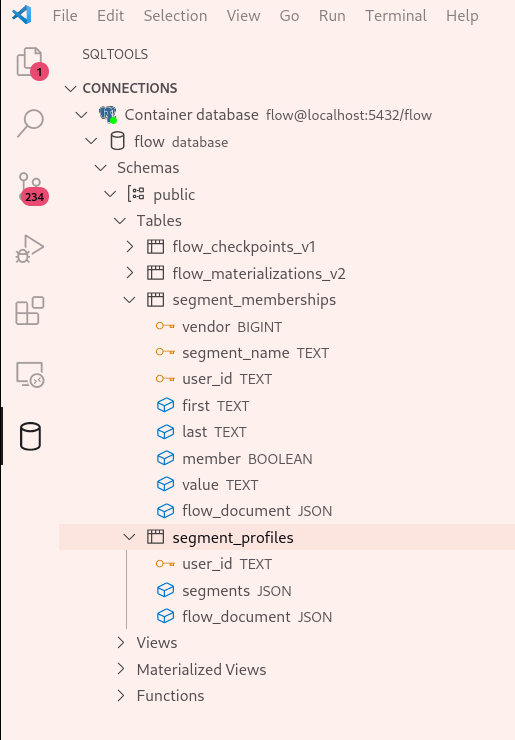 File Edit Selection View Go Run Terminal Help
SQLTOOLS
1
CONNECTIONS
Container database flow@localhost:5432/flow
flow database
Schemas
public
234
Tables
flow_checkpoints_v1
flow_materializations_v2
segment_memberships
vendor BIGINT
segment_name TEXT
user_id TEXT
first TEXT
last TEXT
member BOOLEAN
value TEXT
flow_document JSON
segment_profiles
user_id TEXT
segments JSON
flow_document JSON
Views
Materialized Views
Functions